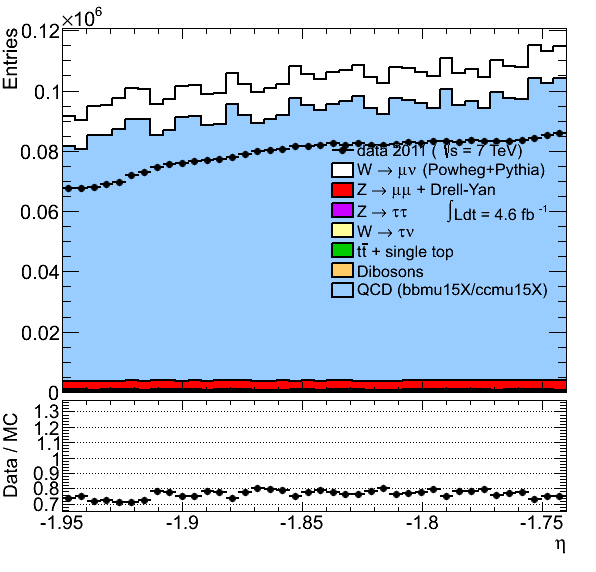 ×10⁶
Entries
0.12
0.1
0.08
0.06
0.04
0.02
0
data 2011 ( √s = 7 TeV)
W → μν (Powheg+Pythia)
Z → μμ + Drell-Yan
Z → ττ ∫Ldt = 4.6 fb⁻¹
W → τν
tt̄ + single top
Dibosons
QCD (bbmu15X/ccmu15X)
Data / MC
1.3
1.2
1.1
1
0.9
0.8
0.7
-1.95 -1.9 -1.85 -1.8 -1.75
η